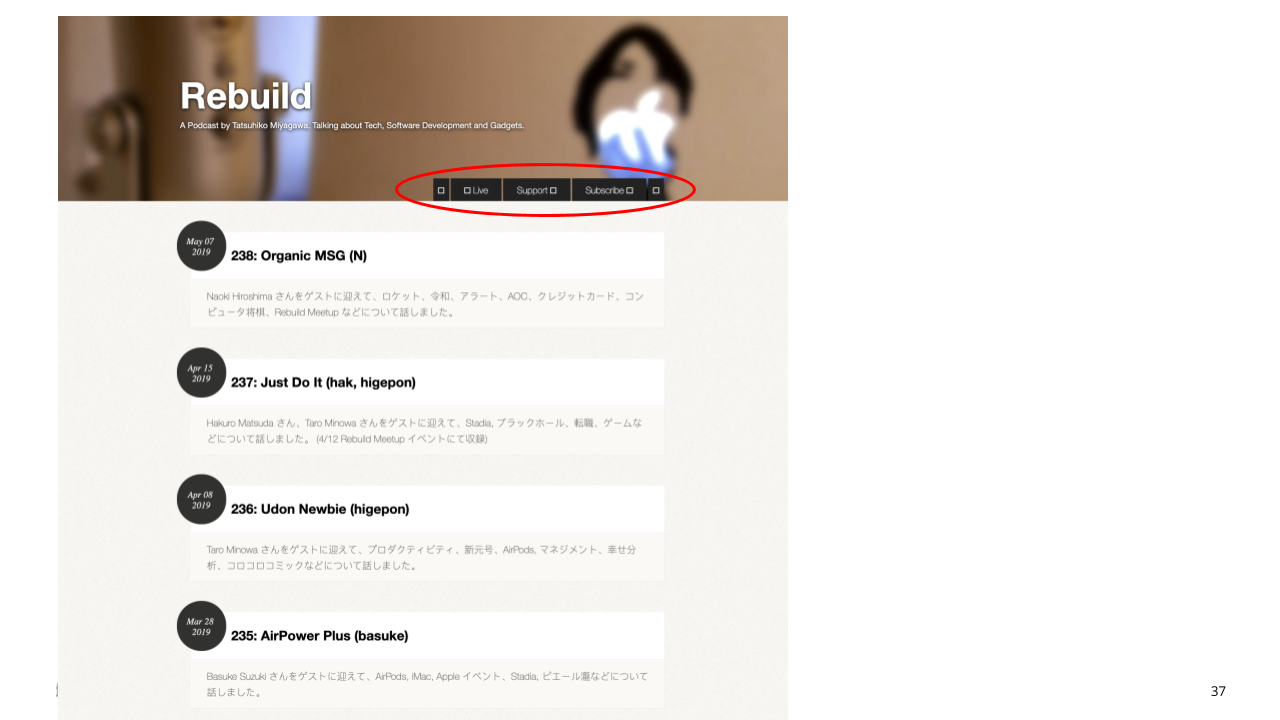 Rebuild
A Podcast by Tatsuhiko Miyagawa. Talking about Tech, Software Development and Gadgets.
Live Support Subscribe
May 07
2019
238: Organic MSG (N)
Naoki Hiroshima さんをゲストに迎えて、ロケット、令和、アラート、AOC、クレジットカード、コン
ピュータ将棋、Rebuild Meetup などについて話しました。
Apr 15
2019
237: Just Do It (hak, higepon)
Hakuro Matsuda さん、Taro Minowa さんをゲストに迎えて、Stadia, ブラックホール、転職、ゲームな
どについて話しました。 (4/12 Rebuild Meetup イベントにて収録)
Apr 08
2019
236: Udon Newbie (higepon)
Taro Minowa さんをゲストに迎えて、プロダクティビティ、新元号、AirPods, マネジメント、幸せ分
析、コロコロコミックなどについて話しました。
Mar 28
2019
235: AirPower Plus (basuke)
Basuke Suzuki さんをゲストに迎えて、AirPods, iMac, Apple イベント、Stadia, ピエール瀧などについて
話しました。
37